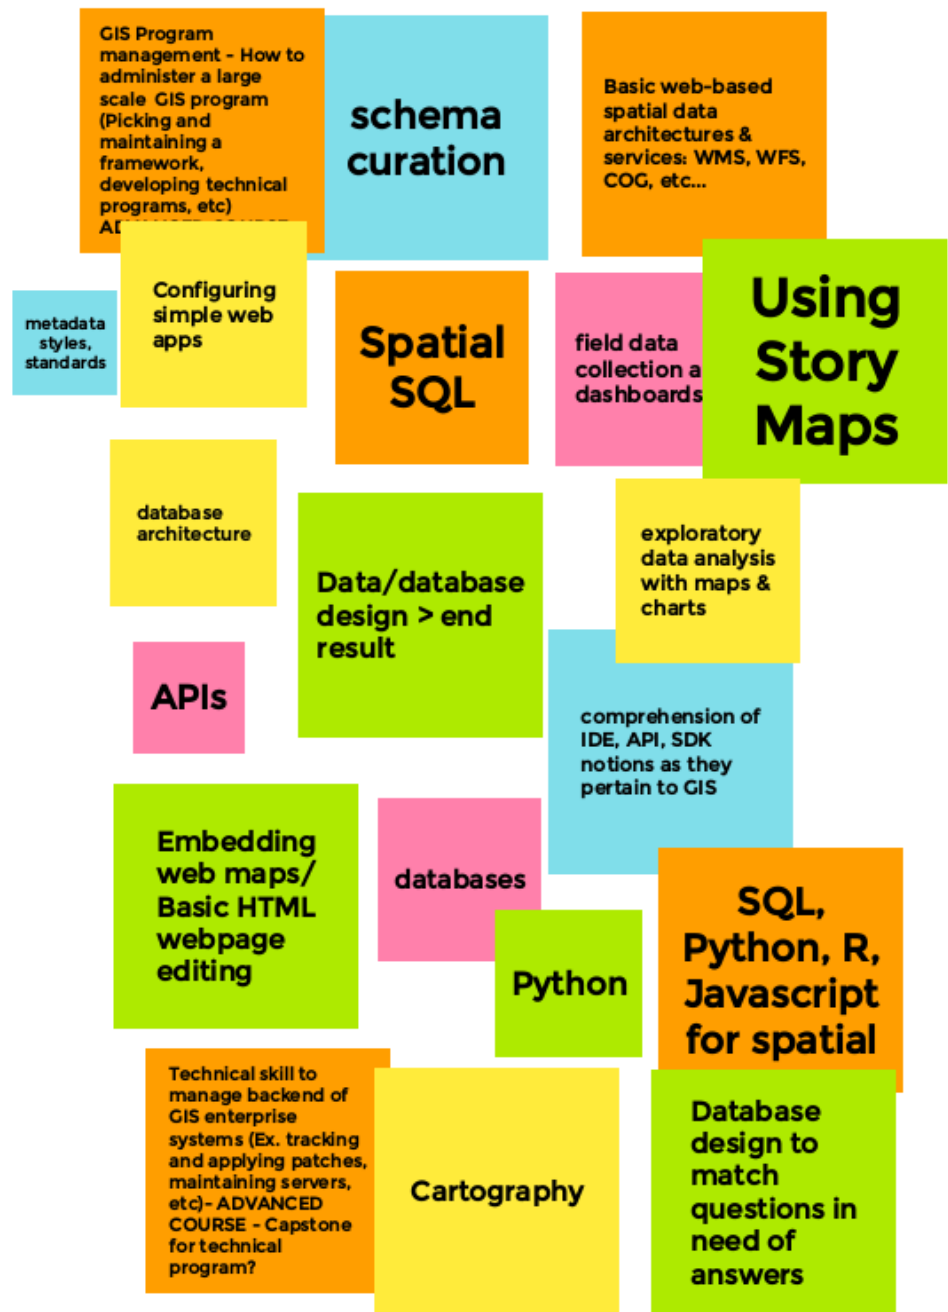 GIS Program
management - How to
administer a large
scale GIS program
(Picking and
maintaining a
framework,
developing technical
programs, etc)
schema
curation
Basic web-based
spatial data
architectures &
services: WMS, WFS,
COG, etc...
metadata
styles,
standards
Configuring
simple web
apps
Spatial
SQL
field data
collection
dashboards
Using
Story
Maps
database
architecture
Data/database
design > end
result
exploratory
data analysis
with maps &
charts
APIs
comprehension of
IDE, API, SDK
notions as they
pertain to GIS
Embedding
web maps/
Basic HTML
webpage
editing
databases
Python
SQL,
Python, R,
Javascript
for spatial
Technical skill to
manage backend of
GIS enterprise
systems (Ex. tracking
and applying patches,
maintaining servers,
etc)- ADVANCED
COURSE - Capstone
for technical
program?
Cartography
Database
design to
match
questions in
need of
answers